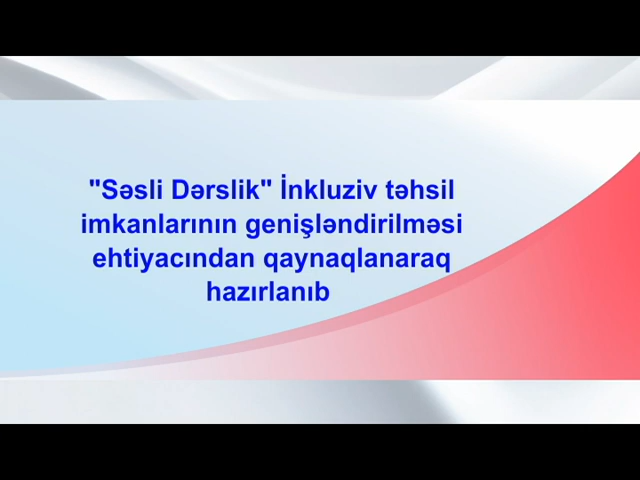 "Səsli Dərslik" İnkluziv təhsil
imkanlarının genişləndirilməsi
ehtiyacından qaynaqlanaraq
hazırlanıb